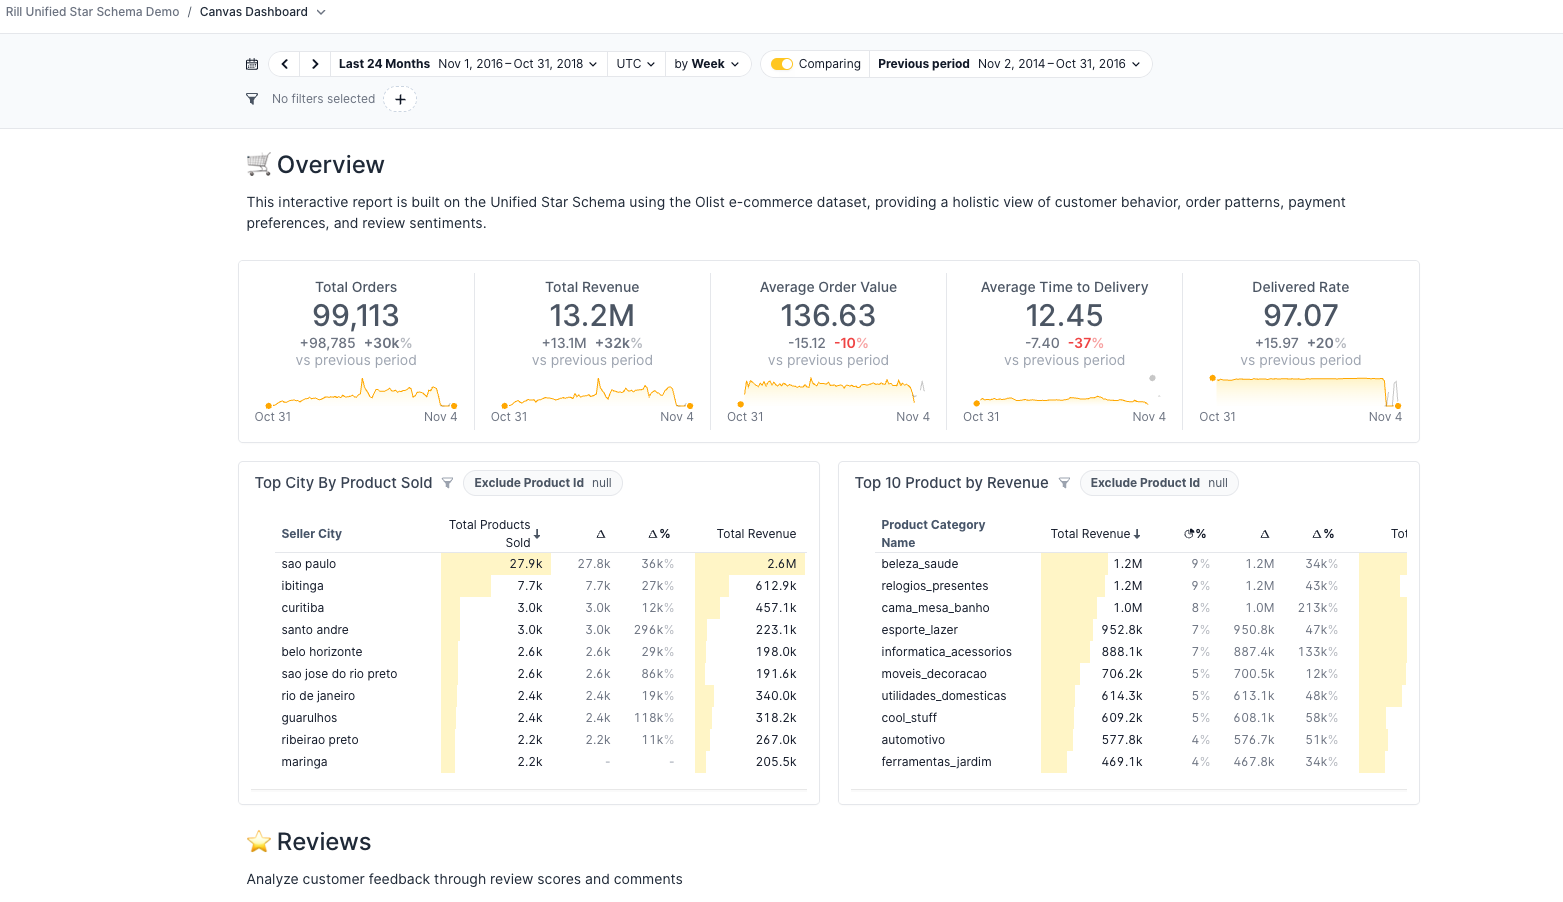 Rill Unified Star Schema Demo / Canvas Dashboard
Last 24 Months Nov 1, 2016 – Oct 31, 2018 UTC by Week Comparing Previous period Nov 2, 2014 – Oct 31, 2016
No filters selected +
Overview
This interactive report is built on the Unified Star Schema using the Olist e-commerce dataset, providing a holistic view of customer behavior, order patterns, payment
preferences, and review sentiments.
Total Orders
99,113
+98,785 +30k%
vs previous period
Oct 31 Nov 4
Total Revenue
13.2M
+13.1M +32k%
vs previous period
Oct 31 Nov 4
Average Order Value
136.63
-15.12 -10%
vs previous period
Oct 31 Nov 4
Average Time to Delivery
12.45
-7.40 -37%
vs previous period
Oct 31 Nov 4
Delivered Rate
97.07
+15.97 +20%
vs previous period
Oct 31 Nov 4
Top City By Product Sold Exclude Product Id null
Seller City Total Products Sold ↓ Δ Δ % Total Revenue
sao paulo 27.9k 27.8k 36k% 2.6M
ibitinga 7.7k 7.7k 27k% 612.9k
curitiba 3.0k 3.0k 12k% 457.1k
santo andre 3.0k 3.0k 296k% 223.1k
belo horizonte 2.6k 2.6k 29k% 198.0k
sao jose do rio preto 2.6k 2.6k 86k% 191.6k
rio de janeiro 2.4k 2.4k 19k% 340.0k
guarulhos 2.4k 2.4k 118k% 318.2k
ribeirao preto 2.2k 2.2k 11k% 267.0k
maringa 2.2k - - 205.5k
Top 10 Product by Revenue Exclude Product Id null
Product Category Name Total Revenue ↓ % Δ Δ % Tot
beleza_saude 1.2M 9% 1.2M 34k%
relogios_presentes 1.2M 9% 1.2M 43k%
cama_mesa_banho 1.0M 8% 1.0M 213k%
esporte_lazer 952.8k 7% 950.8k 47k%
informatica_acessorios 888.1k 7% 887.4k 133k%
moveis_decoracao 706.2k 5% 700.5k 12k%
utilidades_domesticas 614.3k 5% 613.1k 48k%
cool_stuff 609.2k 5% 608.1k 58k%
automotivo 577.8k 4% 576.7k 51k%
ferramentas_jardim 469.1k 4% 467.8k 34k%
Reviews
Analyze customer feedback through review scores and comments